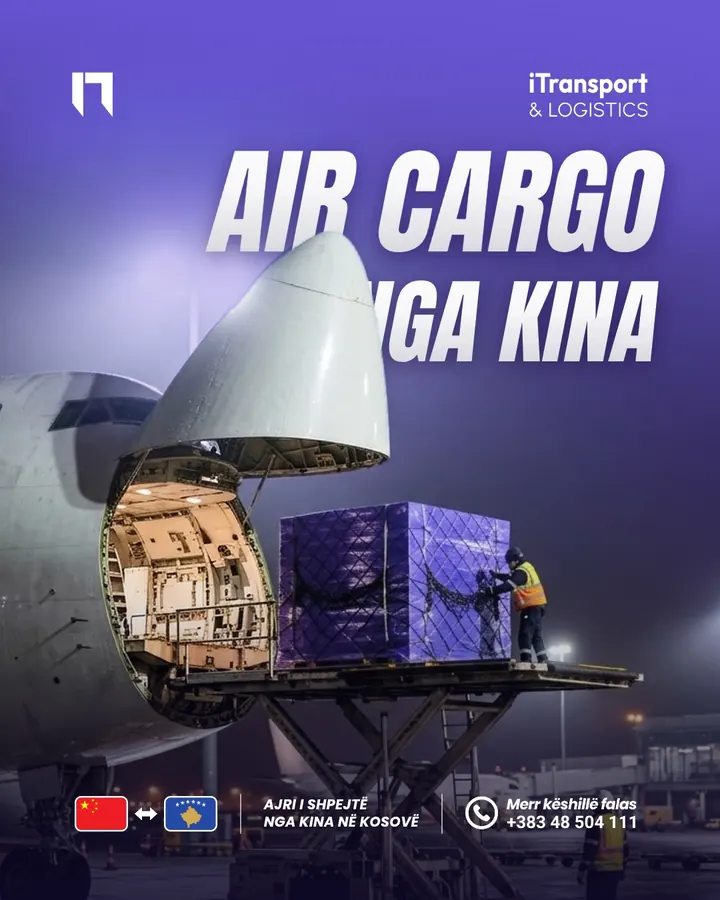 iTransport
& LOGISTICS
AIR CARGO
NGA KINA
AJRI I SHPEJTË
NGA KINA NË KOSOVË
Merr këshillë falas
+383 48 504 111